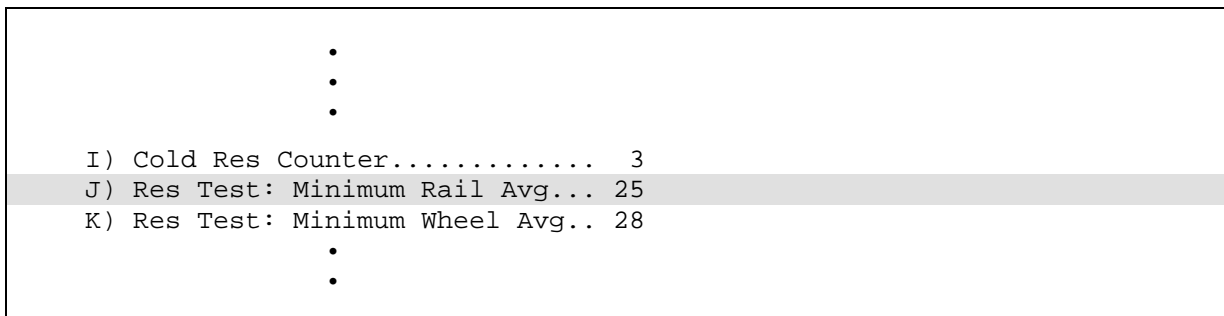 •
•
•
I) Cold Res Counter............. 3
J) Res Test: Minimum Rail Avg... 25
K) Res Test: Minimum Wheel Avg.. 28
•
•